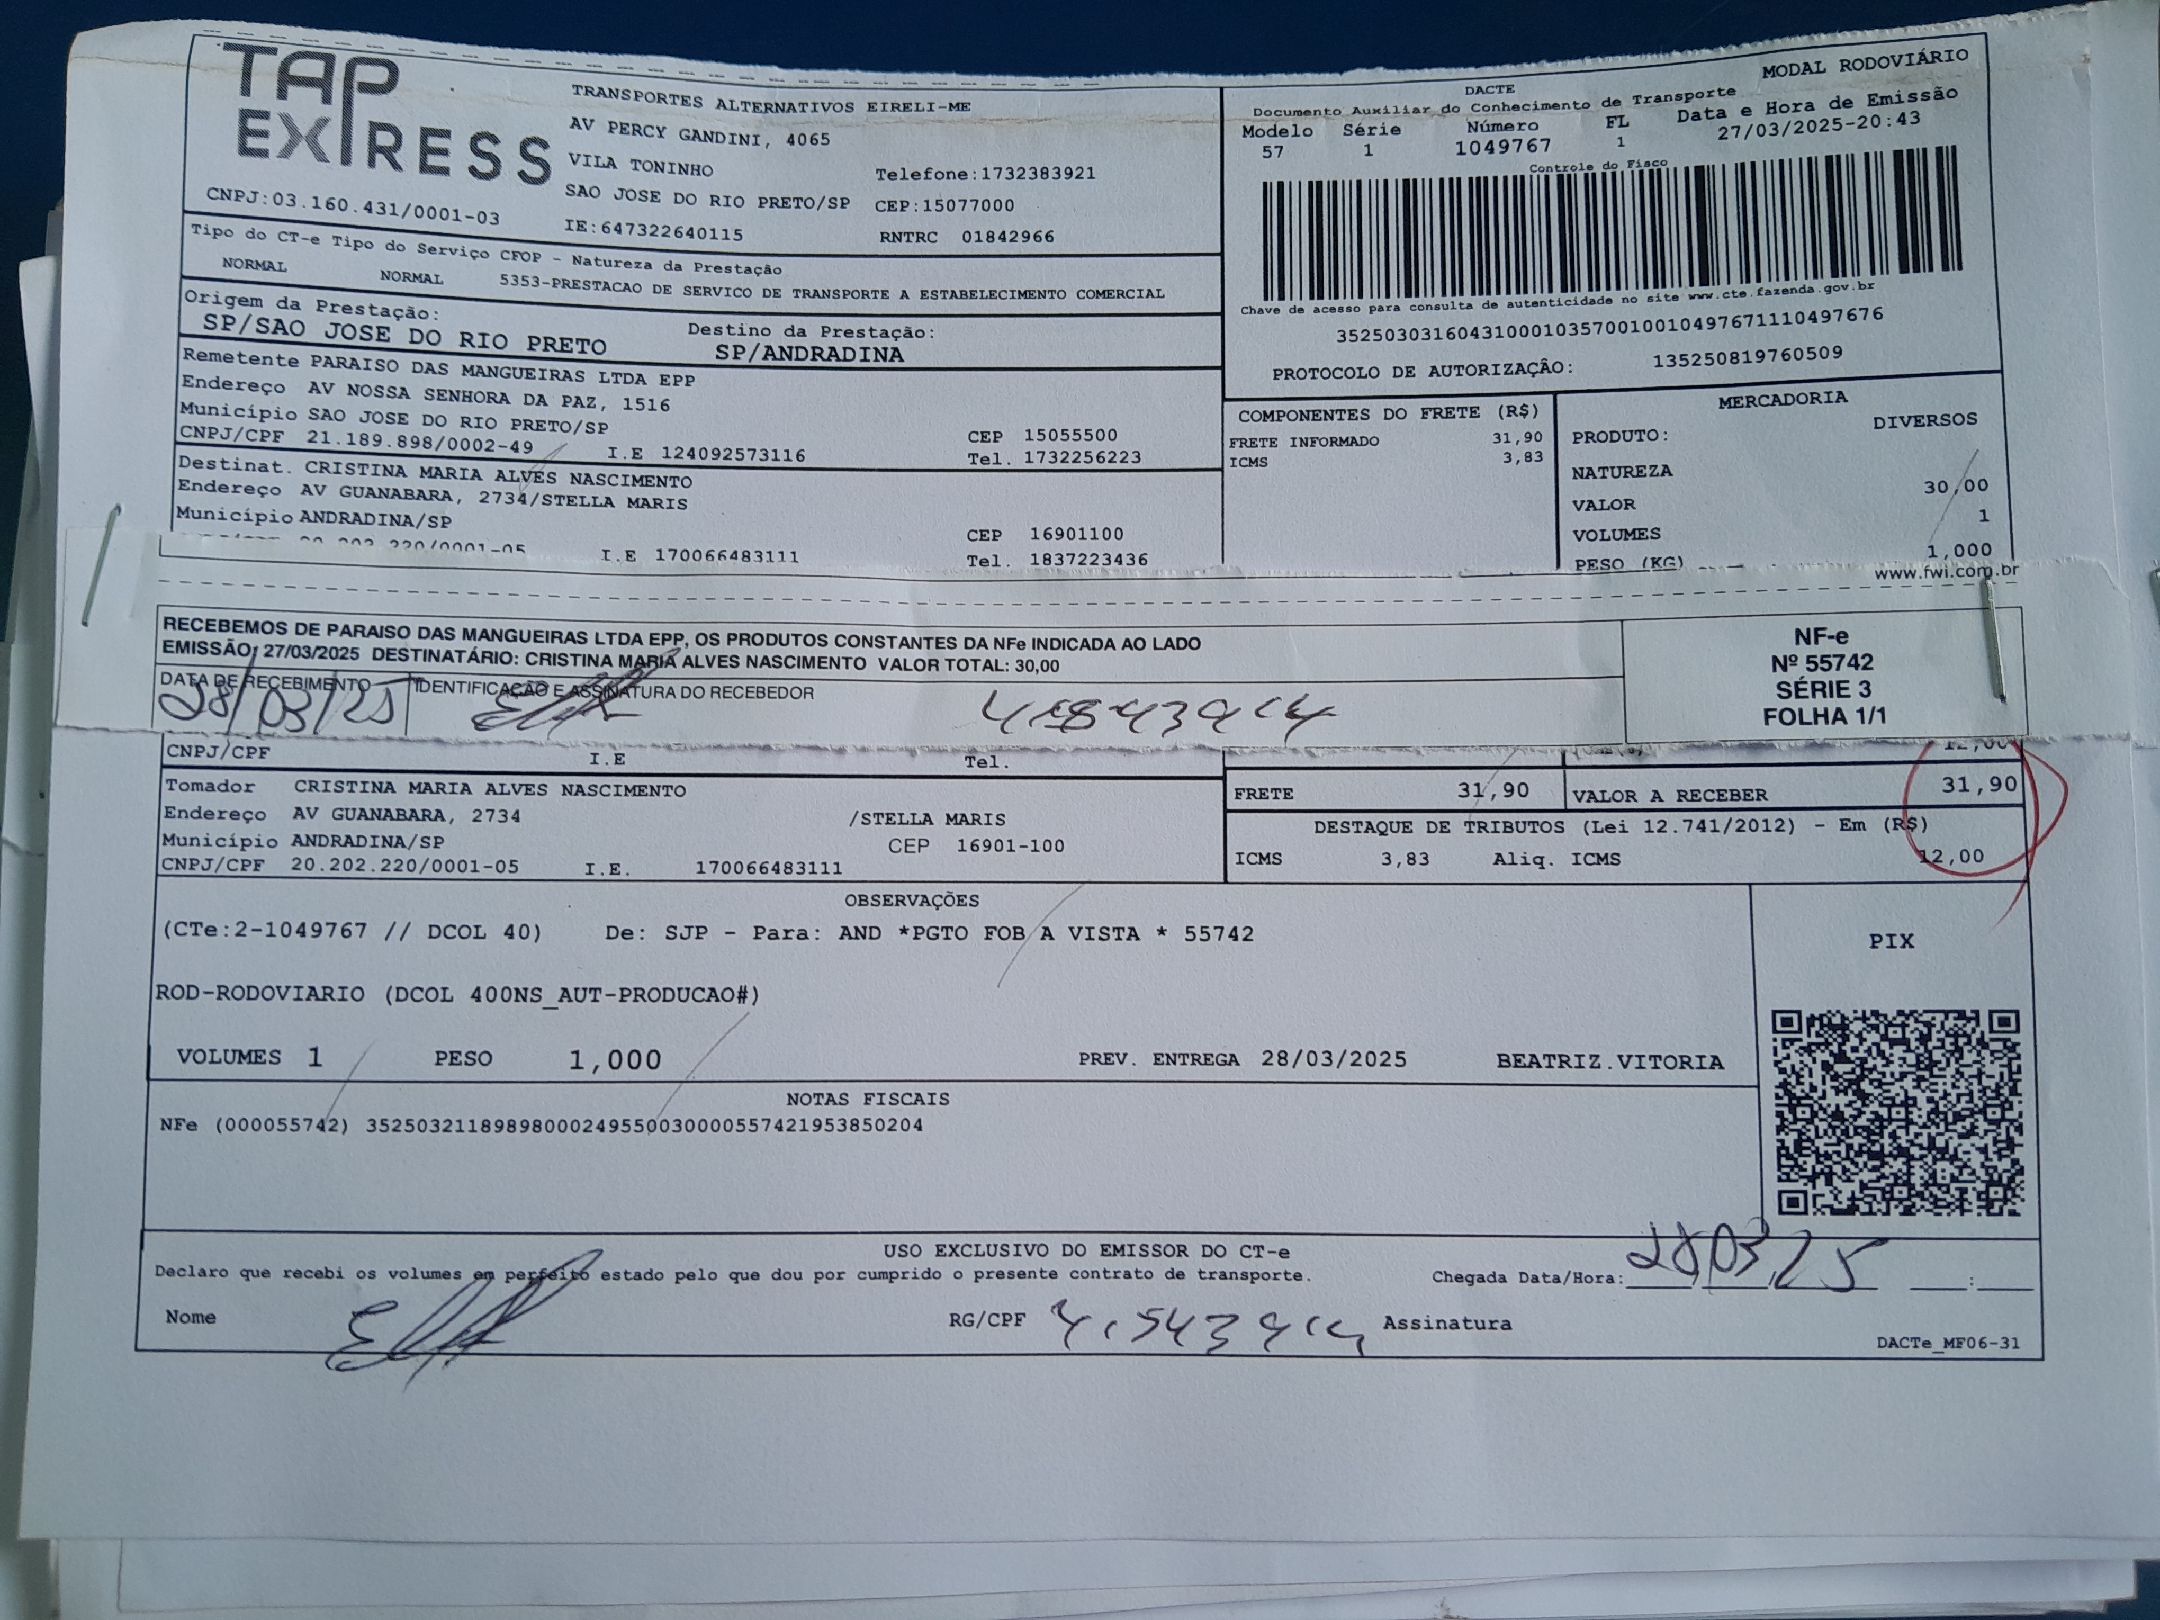 TAP EXPRESS
TRANSPORTES ALTERNATIVOS EIRELI-ME
AV PERCY GANDINI, 4065
VILA TONINHO Telefone:1732383921
SAO JOSE DO RIO PRETO/SP CEP:15077000
CNPJ:03.160.431/0001-03 IE:647322640115 RNTRC 01842966
MODAL RODOVIÁRIO
DACTE
Documento Auxiliar do Conhecimento de Transporte
Modelo Série Número FL Data e Hora de Emissão
57 1 1049767 1 27/03/2025-20:43
Controle do Fisco
Chave de acesso para consulta de autenticidade no site www.cte.fazenda.gov.br
35250303160431000103570010010497671110497676
PROTOCOLO DE AUTORIZAÇÂO: 135250819760509
Tipo do CT-e Tipo do Serviço CFOP - Natureza da Prestação
NORMAL NORMAL 5353-PRESTACAO DE SERVICO DE TRANSPORTE A ESTABELECIMENTO COMERCIAL
Origem da Prestação: Destino da Prestação:
SP/SAO JOSE DO RIO PRETO SP/ANDRADINA
Remetente PARAISO DAS MANGUEIRAS LTDA EPP
Endereço AV NOSSA SENHORA DA PAZ, 1516
Município SAO JOSE DO RIO PRETO/SP CEP 15055500
CNPJ/CPF 21.189.898/0002-49 I.E 124092573116 Tel. 1732256223
Destinat. CRISTINA MARIA ALVES NASCIMENTO
Endereço AV GUANABARA, 2734/STELLA MARIS
Município ANDRADINA/SP CEP 16901100
20.202.220/0001-05 I.E 170066483111 Tel. 1837223436
COMPONENTES DO FRETE (R$)
FRETE INFORMADO 31,90
ICMS 3,83
MERCADORIA
PRODUTO: DIVERSOS
NATUREZA
VALOR 30,00
VOLUMES 1
PESO (KG) 1,000
www.fwi.com.br
RECEBEMOS DE PARAISO DAS MANGUEIRAS LTDA EPP, OS PRODUTOS CONSTANTES DA NFe INDICADA AO LADO
EMISSÃO: 27/03/2025 DESTINATÁRIO: CRISTINA MARIA ALVES NASCIMENTO VALOR TOTAL: 30,00
DATA DE RECEBIMENTO IDENTIFICAÇÃO E ASSINATURA DO RECEBEDOR
28/03/25
NF-e
Nº 55742
SÉRIE 3
FOLHA 1/1
CNPJ/CPF I.E Tel.
12,00
Tomador CRISTINA MARIA ALVES NASCIMENTO
Endereço AV GUANABARA, 2734 /STELLA MARIS
Município ANDRADINA/SP CEP 16901-100
CNPJ/CPF 20.202.220/0001-05 I.E. 170066483111
FRETE 31,90 VALOR A RECEBER 31,90
DESTAQUE DE TRIBUTOS (Lei 12.741/2012) - Em (R$)
ICMS 3,83 Aliq. ICMS 12,00
OBSERVAÇÕES
(CTe:2-1049767 // DCOL 40) De: SJP - Para: AND *PGTO FOB A VISTA * 55742
ROD-RODOVIARIO (DCOL 400NS_AUT-PRODUCAO#)
VOLUMES 1 PESO 1,000 PREV. ENTREGA 28/03/2025 BEATRIZ.VITORIA
PIX
NOTAS FISCAIS
NFe (000055742) 35250321189898000249550030000557421953850204
USO EXCLUSIVO DO EMISSOR DO CT-e
Declaro que recebi os volumes em perfeito estado pelo que dou por cumprido o presente contrato de transporte. Chegada Data/Hora: 28/03/25 :
Nome RG/CPF Assinatura
DACTe_MF06-31